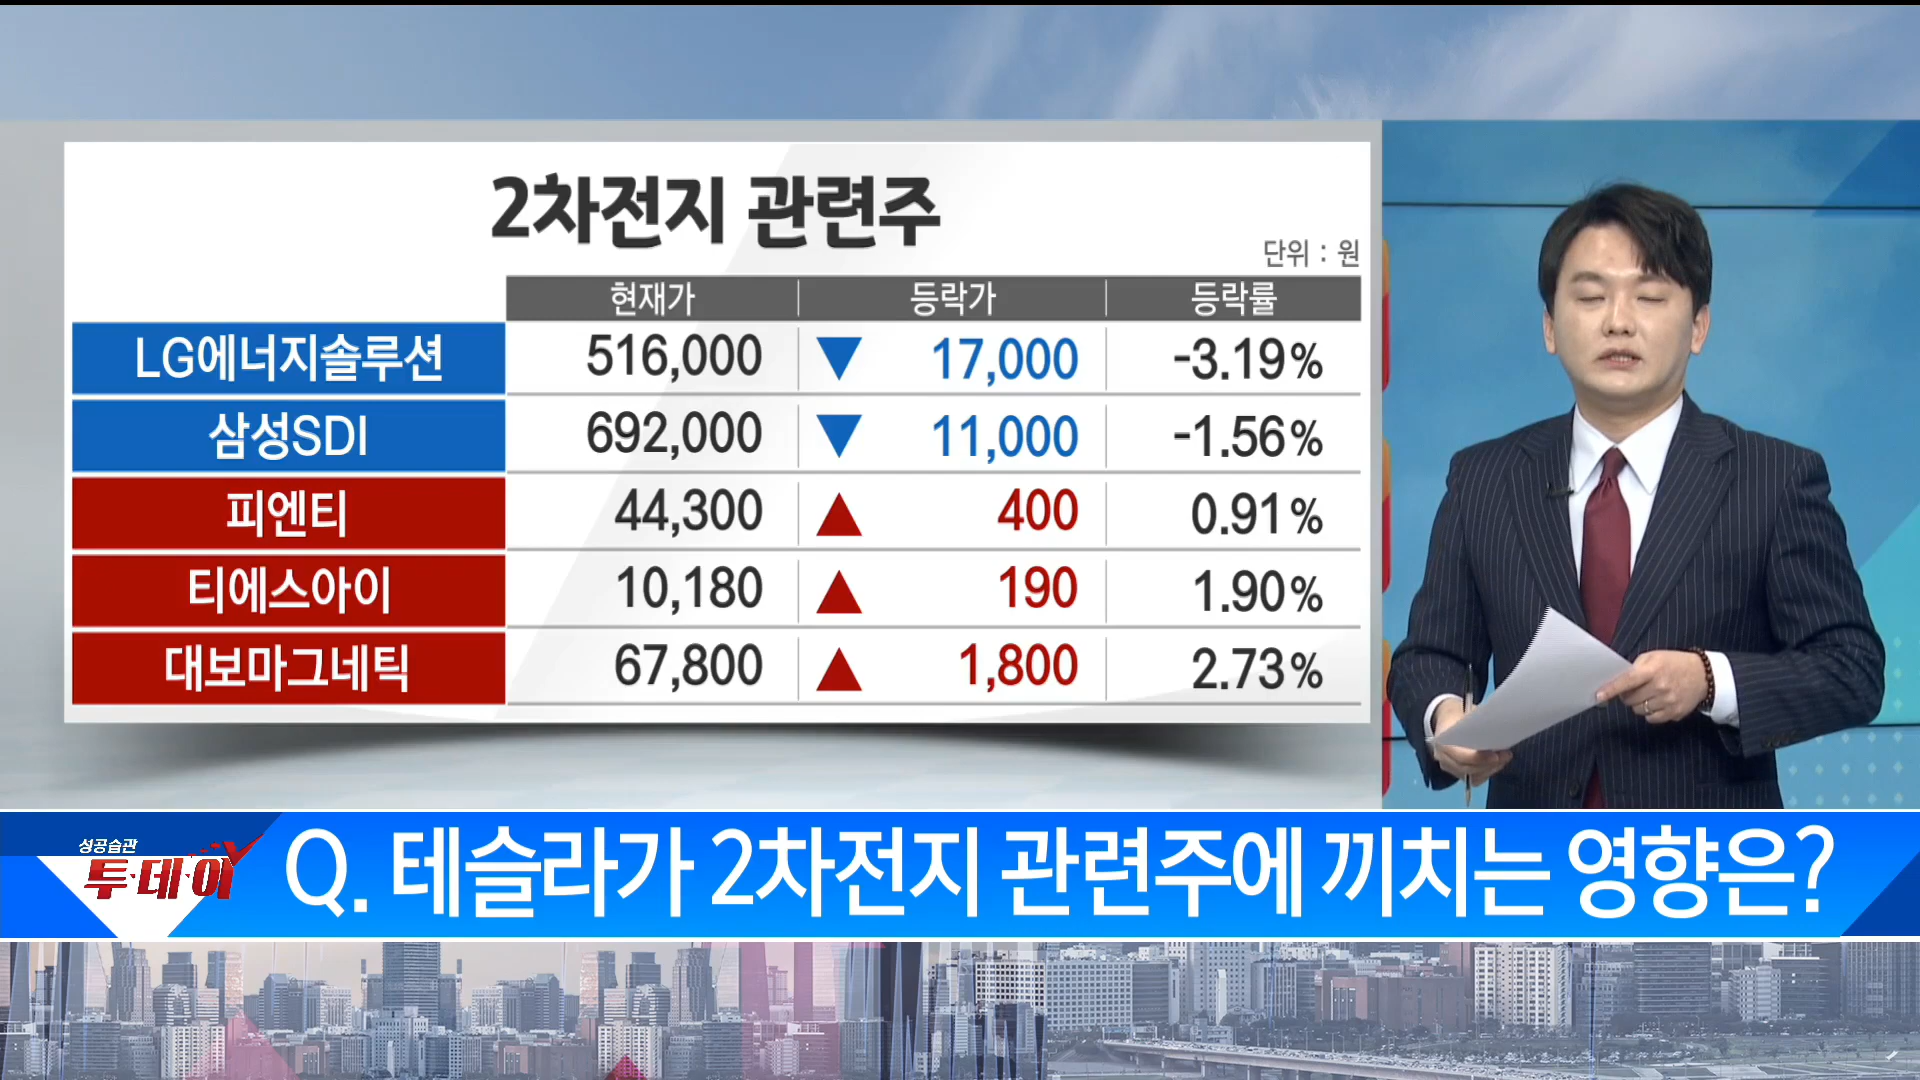 2차전지 관련주
단위 : 원
현재가 등락가 등락률
LG에너지솔루션 516,000 ▼ 17,000 -3.19%
삼성SDI 692,000 ▼ 11,000 -1.56%
피엔티 44,300 ▲ 400 0.91%
티에스아이 10,180 ▲ 190 1.90%
대보마그네틱 67,800 ▲ 1,800 2.73%
성공습관
투데이
Q. 테슬라가 2차전지 관련주에 끼치는 영향은?